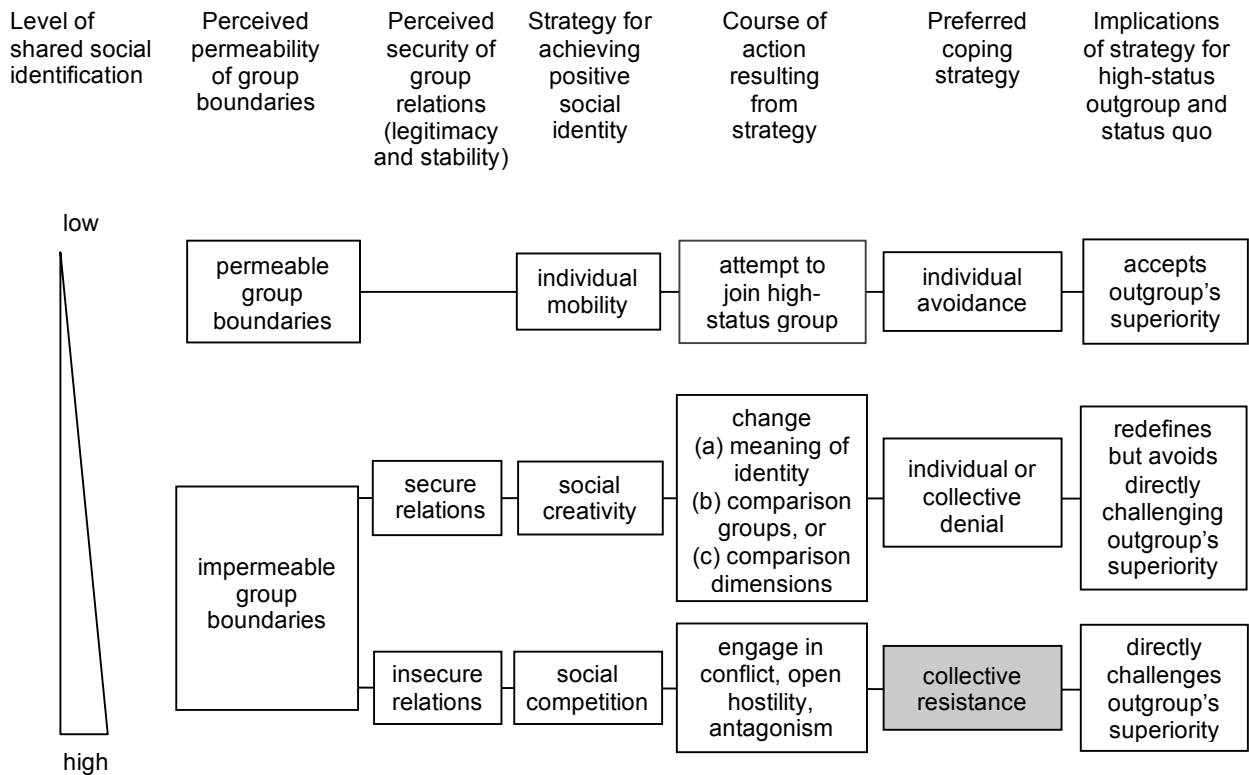 Level of
shared social
identification
Perceived
permeability
of group
boundaries
Perceived
security of
group
relations
(legitimacy
and stability)
Strategy for
achieving
positive
social
identity
Course of
action
resulting
from
strategy
Preferred
coping
strategy
Implications
of strategy for
high-status
outgroup and
status quo
low
permeable
group
boundaries
individual
mobility
attempt to
join high-
status group
individual
avoidance
accepts
outgroup's
superiority
impermeable
group
boundaries
secure
relations
social
creativity
change
(a) meaning of
identity
(b) comparison
groups, or
(c) comparison
dimensions
individual or
collective
denial
redefines
but avoids
directly
challenging
outgroup's
superiority
insecure
relations
social
competition
engage in
conflict, open
hostility,
antagonism
collective
resistance
directly
challenges
outgroup's
superiority
high